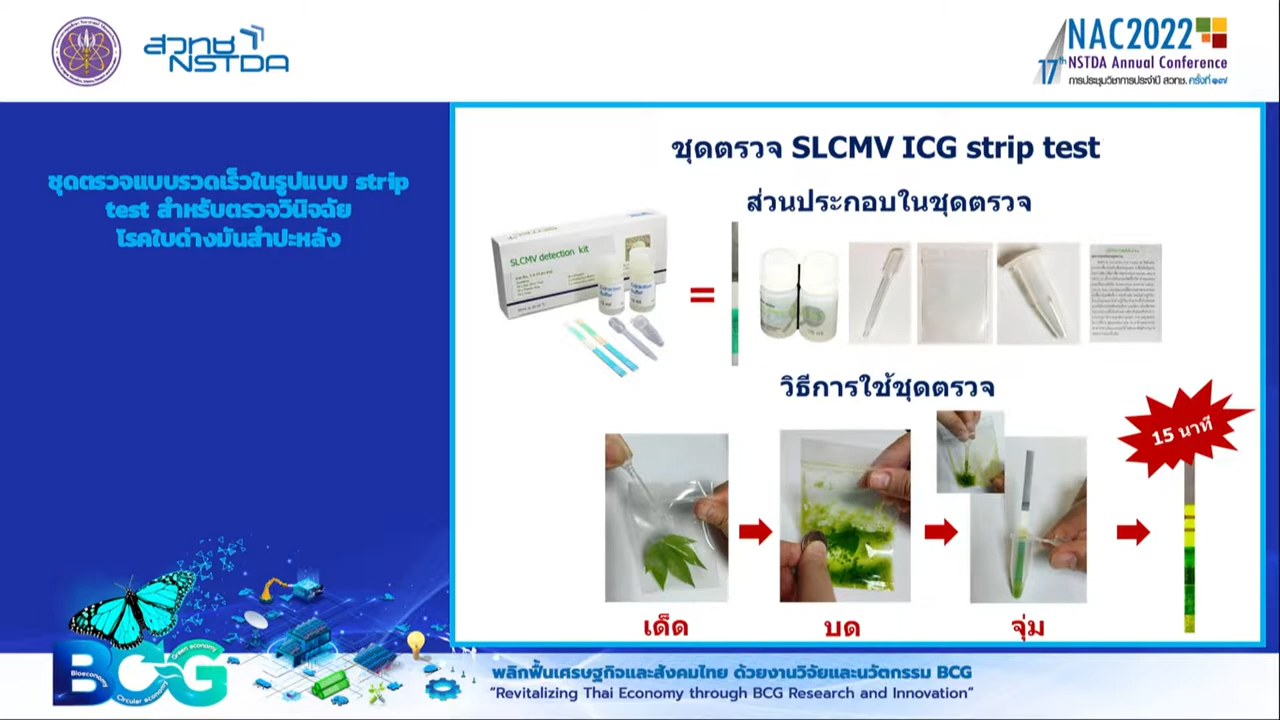 สวทช
NSTDA
NAC2022
17th NSTDA Annual Conference
การประชุมวิชาการประจำปี สวทช. ครั้งที่ ๑๗
ชุดตรวจแบบรวดเร็วในรูปแบบ strip
test สำหรับตรวจวินิจฉัย
โรคใบด่างมันสำปะหลัง
ชุดตรวจ SLCMV ICG strip test
ส่วนประกอบในชุดตรวจ
SLCMV detection kit
Extraction
Buffer
=
วิธีการใช้ชุดตรวจ
15 นาที
เด็ด
บด
จุ่ม
BCG
Bioeconomy
Circular economy
Green economy
พลิกฟื้นเศรษฐกิจและสังคมไทย ด้วยงานวิจัยและนวัตกรรม BCG
"Revitalizing Thai Economy through BCG Research and Innovation"